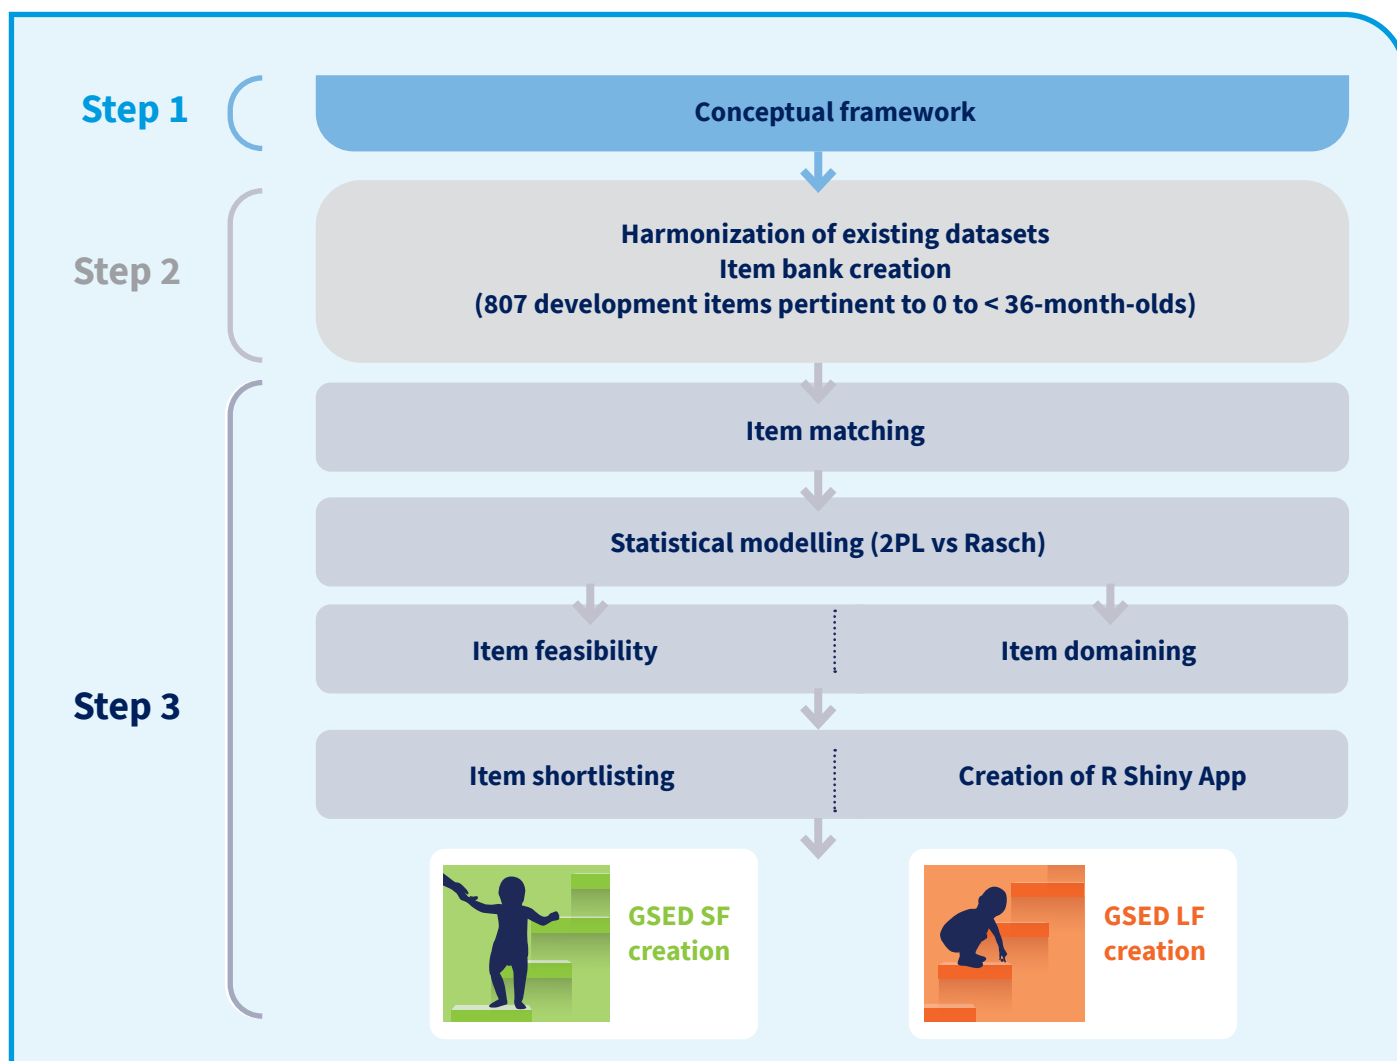 Step 1
Conceptual framework
Step 2
Harmonization of existing datasets
Item bank creation
(807 development items pertinent to 0 to < 36-month-olds)
Step 3
Item matching
Statistical modelling (2PL vs Rasch)
Item feasibility
Item domaining
Item shortlisting
Creation of R Shiny App
GSED SF
creation
GSED LF
creation